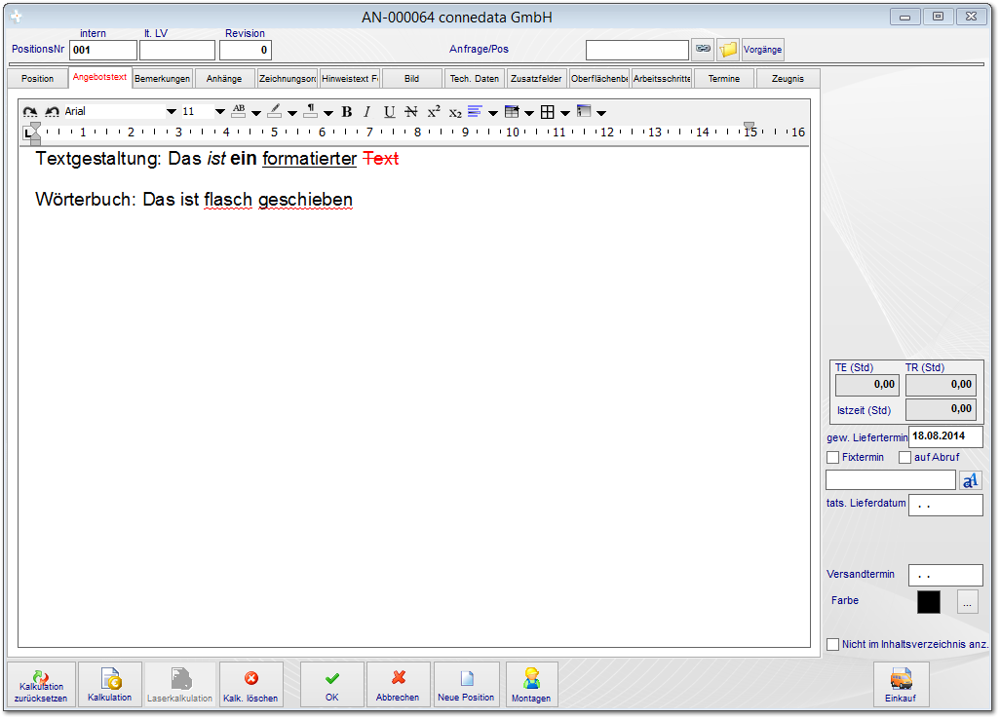 AN-000064 connedata GmbH
intern lt. LV Revision
PositionsNr 001 0 Anfrage/Pos Vorgänge
Position Angebotstext Bemerkungen Anhänge Zeichnungsord Hinweistext F Bild Tech. Daten Zusatzfelder Oberflächenbe Arbeitsschritte Termine Zeugnis
Arial 11 AB ¶ B I U N x² x₂
L 1 2 3 4 5 6 7 8 9 10 11 12 13 14 15 16
Textgestaltung: Das ist ein formatierter Text
Wörterbuch: Das ist flasch geschieben
TE (Std) TR (Std)
0,00 0,00
Istzeit (Std) 0,00
gew. Liefertermin 18.08.2014
Fixtermin auf Abruf
aA
tats. Lieferdatum . .
Versandtermin . .
Farbe ...
Nicht im Inhaltsverzeichnis anz.
Kalkulation zurücksetzen Kalkulation Laserkalkulation Kalk. löschen OK Abbrechen Neue Position Montagen Einkauf